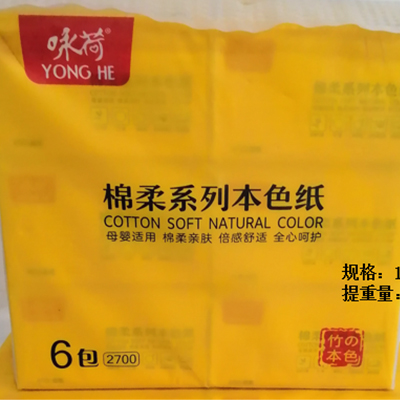 咏荷
YONG HE
棉柔系列本色纸
COTTON SOFT NATURAL COLOR
母婴适用 棉柔亲肤 倍感舒适 全心呵护
规格：1
提重量：
6包 2700
竹の
本色